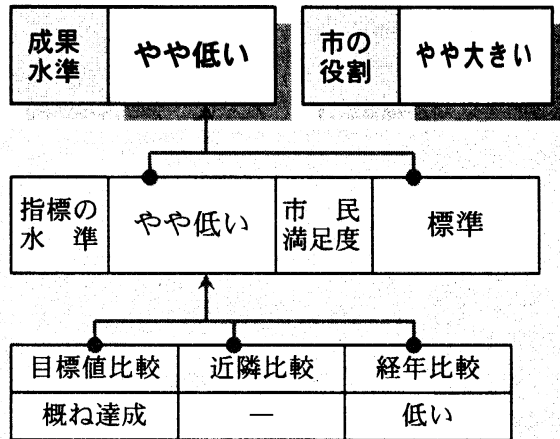 成果
水準
やや低い
市の
役割
やや大きい
指標の
水 準
やや低い
市 民
満足度
標準
目標値比較
近隣比較
経年比較
概ね達成
―
低い